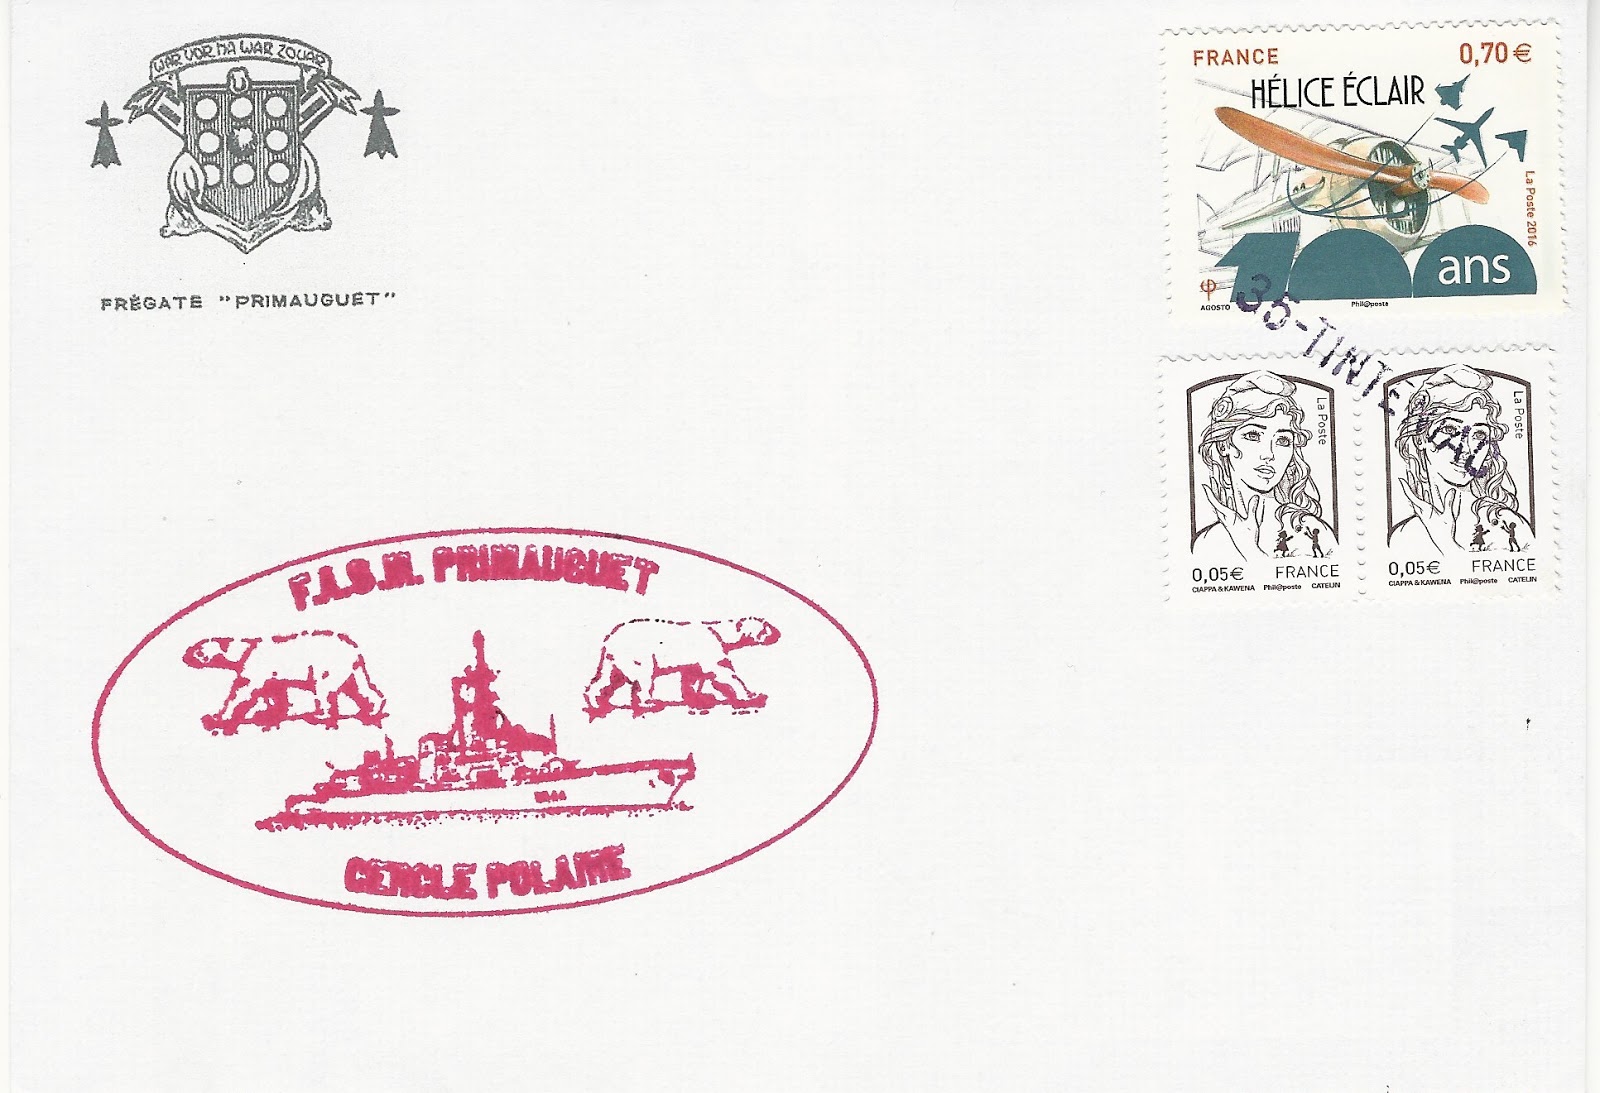 WAR VOR HA WAR ZOUAR
FRÉGATE "PRIMAUGUET"
FRANCE 0,70 €
HÉLICE ÉCLAIR
La Poste 2016
100 ans
AGOSTO Phil@poste
35-TINTENIAC
La Poste
0,05€ FRANCE
CIAPPA & KAWENA Phil@poste CATELIN
La Poste
0,05€ FRANCE
CIAPPA & KAWENA Phil@poste CATELIN
F.A.S.M. PRIMAUGUET
CERCLE POLAIRE